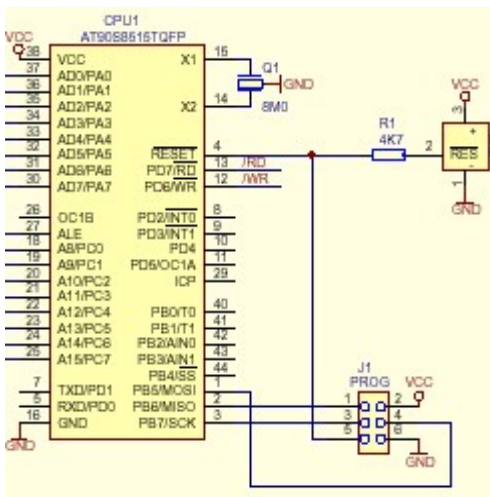 CPU1
AT90S8515TQFP
VCC
38 VCC X1 15
37 AD0/PA0
36 AD1/PA1
35 AD2/PA2 X2 14
34 AD3/PA3
33 AD4/PA4
32 AD5/PA5 RESET 4
31 AD6/PA6 PD7/RD 13 /RD
30 AD7/PA7 PD6/WR 12 /WR
26 OC1B PD2/INT0 8
27 ALE PD3/INT1 9
18 A8/PC0 PD4 10
19 A9/PC1 PD5/OC1A 11
20 A10/PC2 ICP 29
21 A11/PC3
22 A12/PC4 PB0/T0 40
23 A13/PC5 PB1/T1 41
24 A14/PC6 PB2/AIN0 42
25 A15/PC7 PB3/AIN1 43
PB4/SS 44
7 TXD/PD1 PB5/MOSI 1
5 RXD/PD0 PB6/MISO 2
16 GND PB7/SCK 3
GND
Q1
GND
8M0
R1
4K7
VCC
3
2 RES
+
-
1
GND
J1
PROG
VCC
1 2
3 4
5 6
GND